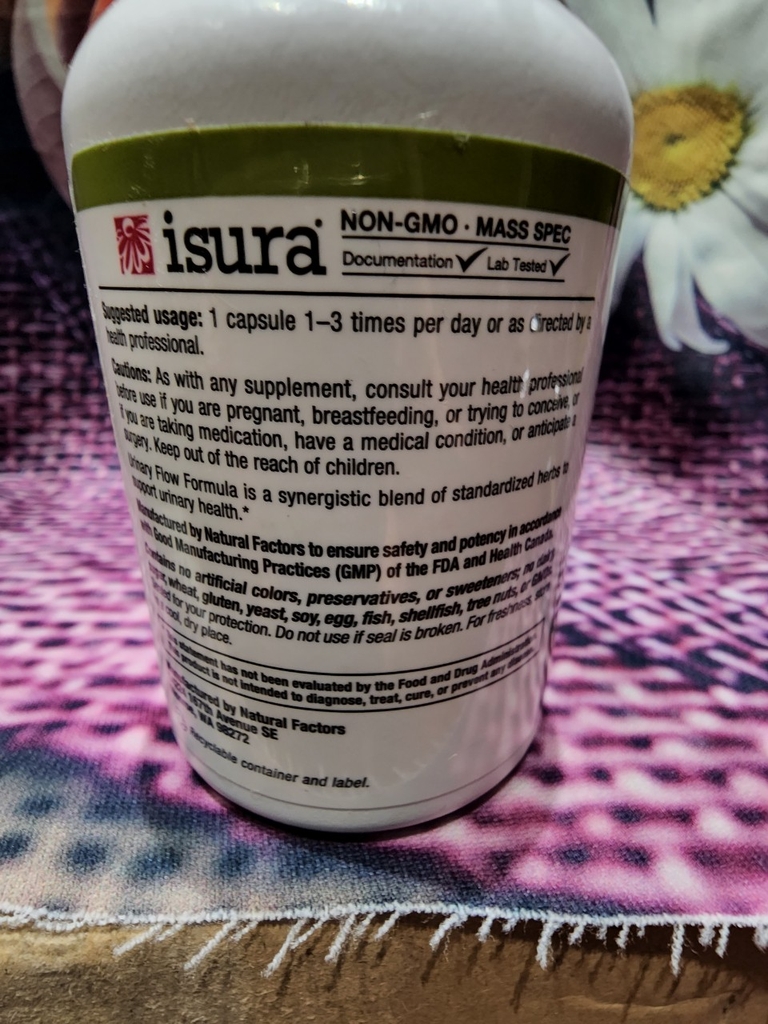 isura
NON-GMO · MASS SPEC
Documentation ✓ Lab Tested ✓
Suggested usage: 1 capsule 1–3 times per day or as directed by a
health professional.
Cautions: As with any supplement, consult your health professional
before use if you are pregnant, breastfeeding, or trying to conceive, or
if you are taking medication, have a medical condition, or anticipate a
surgery. Keep out of the reach of children.
Urinary Flow Formula is a synergistic blend of standardized herbs to
support urinary health.*
Manufactured by Natural Factors to ensure safety and potency in accordance
with Good Manufacturing Practices (GMP) of the FDA and Health Canada.
Contains no artificial colors, preservatives, or sweeteners; no
wheat, gluten, yeast, soy, egg, fish, shellfish, tree nuts, or GMOs.
for your protection. Do not use if seal is broken. For freshness,
cool, dry place.
statement has not been evaluated by the Food and Drug
product is not intended to diagnose, treat, cure, or prevent any
by Natural Factors
Avenue SE
WA 98272
Recyclable container and label.